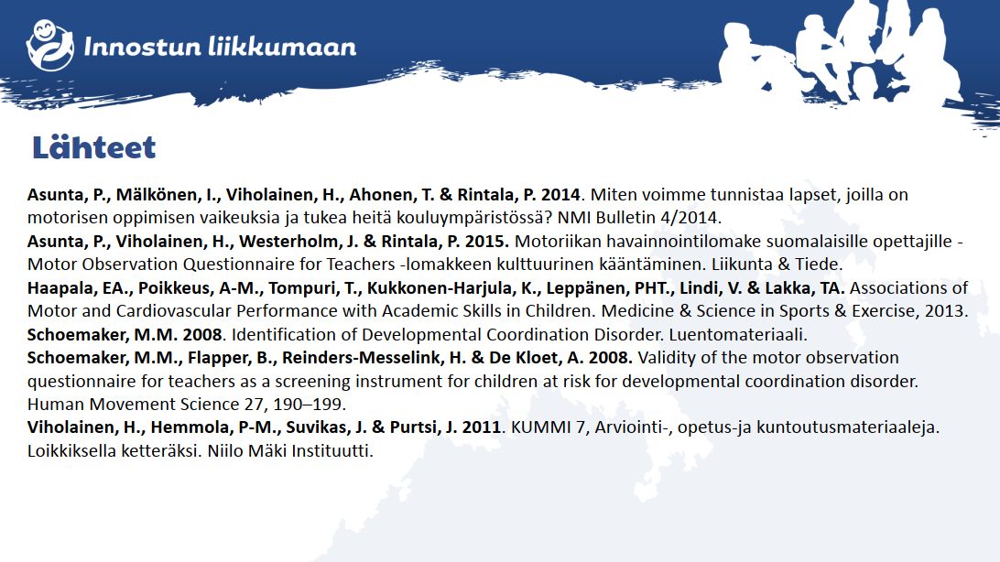 Innostun liikkumaan
Lähteet
Asunta, P., Mälkönen, I., Viholainen, H., Ahonen, T. & Rintala, P. 2014. Miten voimme tunnistaa lapset, joilla on
motorisen oppimisen vaikeuksia ja tukea heitä kouluympäristössä? NMI Bulletin 4/2014.
Asunta, P., Viholainen, H., Westerholm, J. & Rintala, P. 2015. Motoriikan havainnointilomake suomalaisille opettajille -
Motor Observation Questionnaire for Teachers -lomakkeen kulttuurinen kääntäminen. Liikunta & Tiede.
Haapala, EA., Poikkeus, A-M., Tompuri, T., Kukkonen-Harjula, K., Leppänen, PHT., Lindi, V. & Lakka, TA. Associations of
Motor and Cardiovascular Performance with Academic Skills in Children. Medicine & Science in Sports & Exercise, 2013.
Schoemaker, M.M. 2008. Identification of Developmental Coordination Disorder. Luentomateriaali.
Schoemaker, M.M., Flapper, B., Reinders-Messelink, H. & De Kloet, A. 2008. Validity of the motor observation
questionnaire for teachers as a screening instrument for children at risk for developmental coordination disorder.
Human Movement Science 27, 190–199.
Viholainen, H., Hemmola, P-M., Suvikas, J. & Purtsi, J. 2011. KUMMI 7, Arviointi-, opetus-ja kuntoutusmateriaaleja.
Loikkiksella ketteräksi. Niilo Mäki Instituutti.